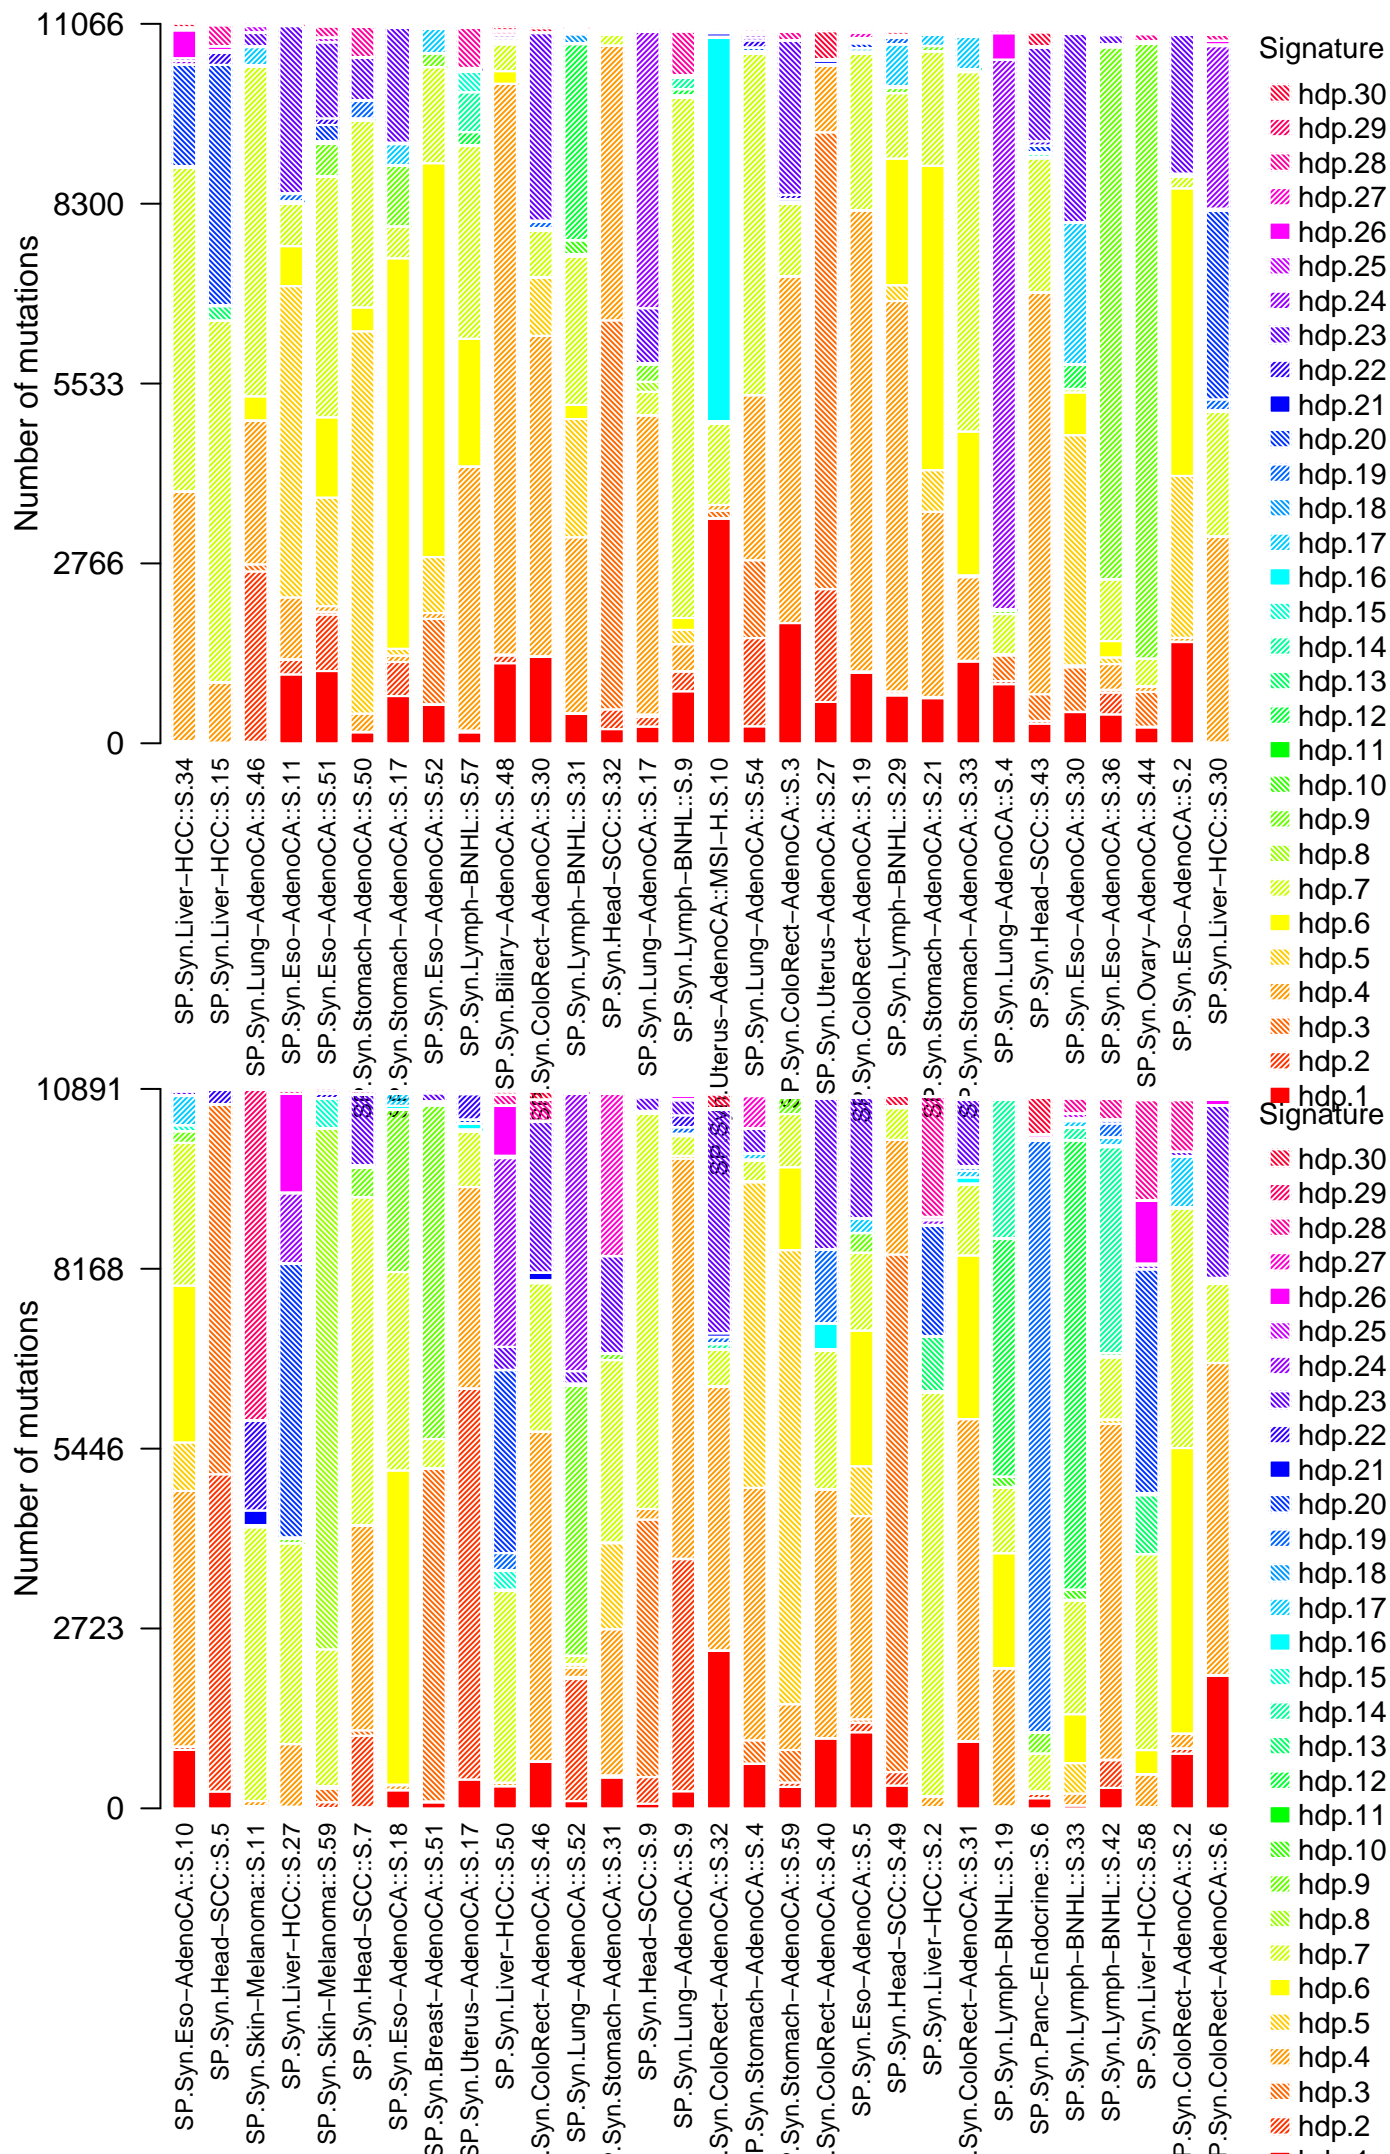 Number of mutations
11066
8300
5533
2766
0
Signature
hdp.30
hdp.29
hdp.28
hdp.27
hdp.26
hdp.25
hdp.24
hdp.23
hdp.22
hdp.21
hdp.20
hdp.19
hdp.18
hdp.17
hdp.16
hdp.15
hdp.14
hdp.13
hdp.12
hdp.11
hdp.10
hdp.9
hdp.8
hdp.7
hdp.6
hdp.5
hdp.4
hdp.3
hdp.2
hdp.1
SP.Syn.Liver–HCC::S.34
SP.Syn.Liver–HCC::S.15
SP.Syn.Lung–AdenoCA::S.46
SP.Syn.Eso–AdenoCA::S.11
SP.Syn.Eso–AdenoCA::S.51
SP.Syn.Stomach–AdenoCA::S.50
SP.Syn.Stomach–AdenoCA::S.17
SP.Syn.Eso–AdenoCA::S.52
SP.Syn.Lymph–BNHL::S.57
SP.Syn.Biliary–AdenoCA::S.48
SP.Syn.ColoRect–AdenoCA::S.30
SP.Syn.Lymph–BNHL::S.31
SP.Syn.Head–SCC::S.32
SP.Syn.Lung–AdenoCA::S.17
SP.Syn.Lymph–BNHL::S.9
SP.Syn.Uterus–AdenoCA::MSI–H.S.10
SP.Syn.Lung–AdenoCA::S.54
SP.Syn.ColoRect–AdenoCA::S.3
SP.Syn.Uterus–AdenoCA::S.27
SP.Syn.ColoRect–AdenoCA::S.19
SP.Syn.Lymph–BNHL::S.29
SP.Syn.Stomach–AdenoCA::S.21
SP.Syn.Stomach–AdenoCA::S.33
SP.Syn.Lung–AdenoCA::S.4
SP.Syn.Head–SCC::S.43
SP.Syn.Eso–AdenoCA::S.30
SP.Syn.Eso–AdenoCA::S.36
SP.Syn.Ovary–AdenoCA::S.44
SP.Syn.Eso–AdenoCA::S.2
SP.Syn.Liver–HCC::S.30
Number of mutations
10891
8168
5446
2723
0
Signature
hdp.30
hdp.29
hdp.28
hdp.27
hdp.26
hdp.25
hdp.24
hdp.23
hdp.22
hdp.21
hdp.20
hdp.19
hdp.18
hdp.17
hdp.16
hdp.15
hdp.14
hdp.13
hdp.12
hdp.11
hdp.10
hdp.9
hdp.8
hdp.7
hdp.6
hdp.5
hdp.4
hdp.3
hdp.2
SP.Syn.Eso–AdenoCA::S.10
SP.Syn.Head–SCC::S.5
SP.Syn.Skin–Melanoma::S.11
SP.Syn.Liver–HCC::S.27
SP.Syn.Skin–Melanoma::S.59
SP.Syn.Head–SCC::S.7
SP.Syn.Eso–AdenoCA::S.18
SP.Syn.Breast–AdenoCA::S.51
SP.Syn.Uterus–AdenoCA::S.17
SP.Syn.Liver–HCC::S.50
.Syn.ColoRect–AdenoCA::S.46
SP.Syn.Lung–AdenoCA::S.52
.Syn.Stomach–AdenoCA::S.31
SP.Syn.Head–SCC::S.9
SP.Syn.Lung–AdenoCA::S.9
.Syn.ColoRect–AdenoCA::S.32
P.Syn.Stomach–AdenoCA::S.4
.Syn.Stomach–AdenoCA::S.59
.Syn.ColoRect–AdenoCA::S.40
SP.Syn.Eso–AdenoCA::S.5
SP.Syn.Head–SCC::S.49
SP.Syn.Liver–HCC::S.2
.Syn.ColoRect–AdenoCA::S.31
SP.Syn.Lymph–BNHL::S.19
SP.Syn.Panc–Endocrine::S.6
SP.Syn.Lymph–BNHL::S.33
SP.Syn.Lymph–BNHL::S.42
SP.Syn.Liver–HCC::S.58
P.Syn.ColoRect–AdenoCA::S.2
P.Syn.ColoRect–AdenoCA::S.6